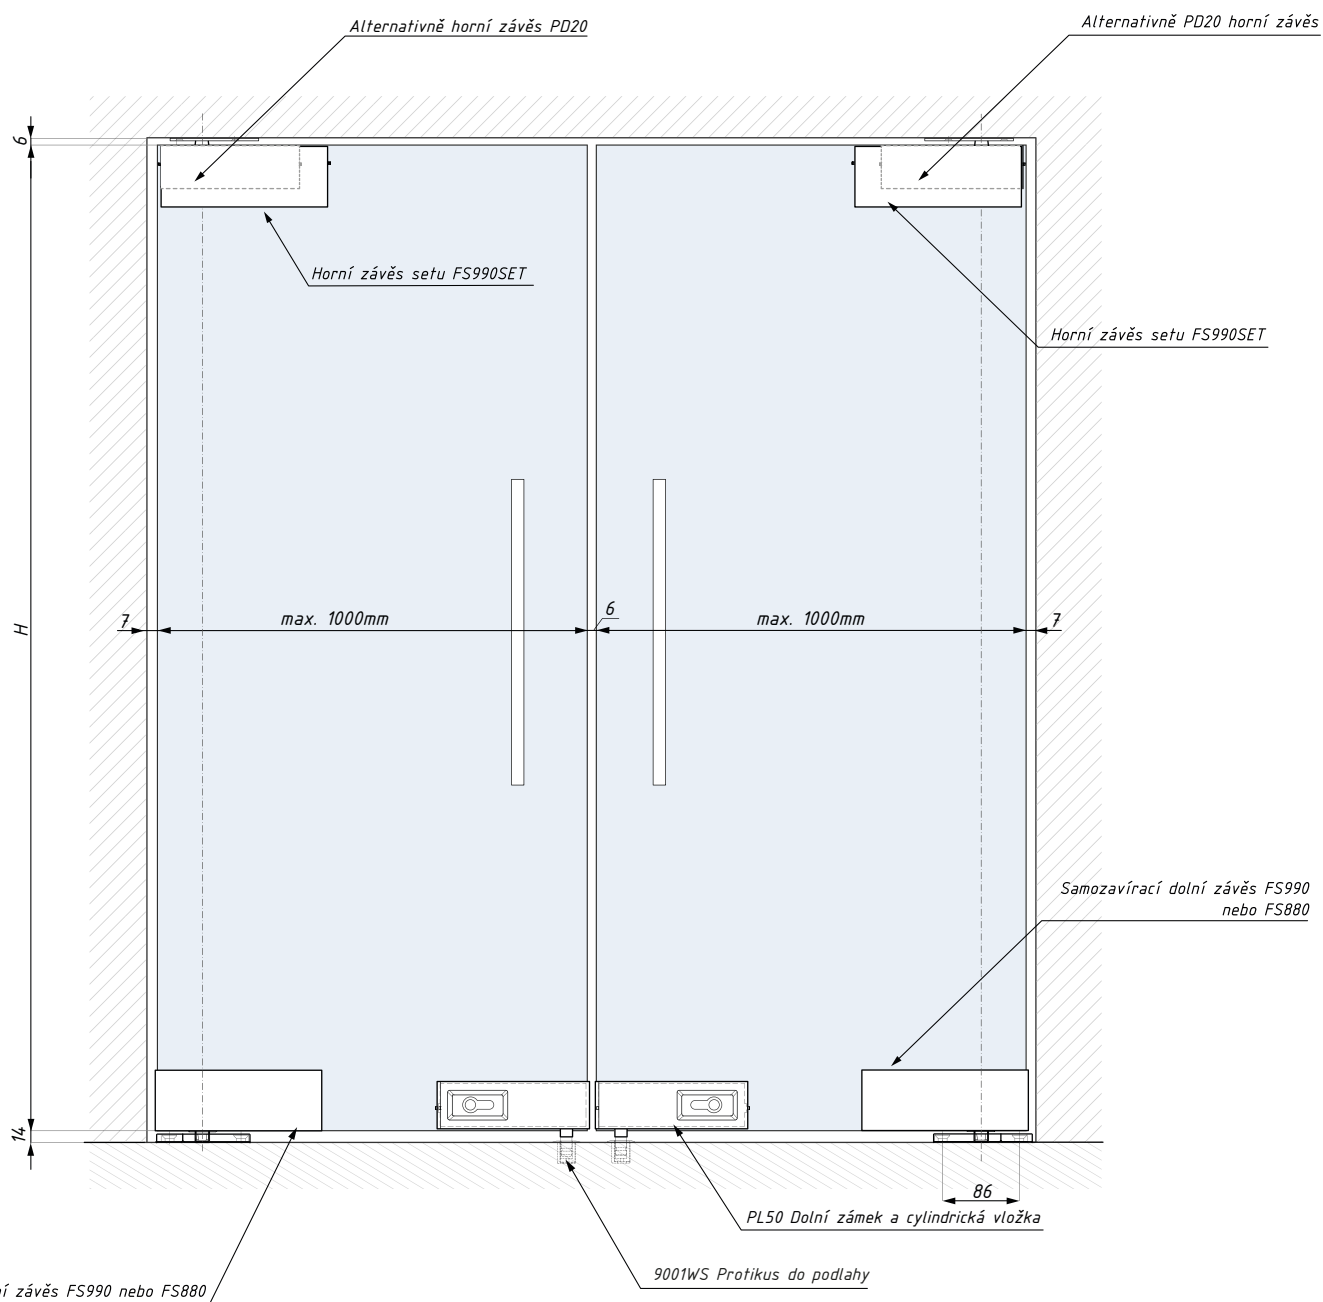 Alternativně horní závěs PD20
Alternativně PD20 horní závěs
6
Horní závěs setu FS990SET
Horní závěs setu FS990SET
H
7
max. 1000mm
6
max. 1000mm
7
Samozavírací dolní závěs FS990
nebo FS880
14
86
PL50 Dolní zámek a cylindrická vložka
9001WS Protikus do podlahy
závěs FS990 nebo FS880